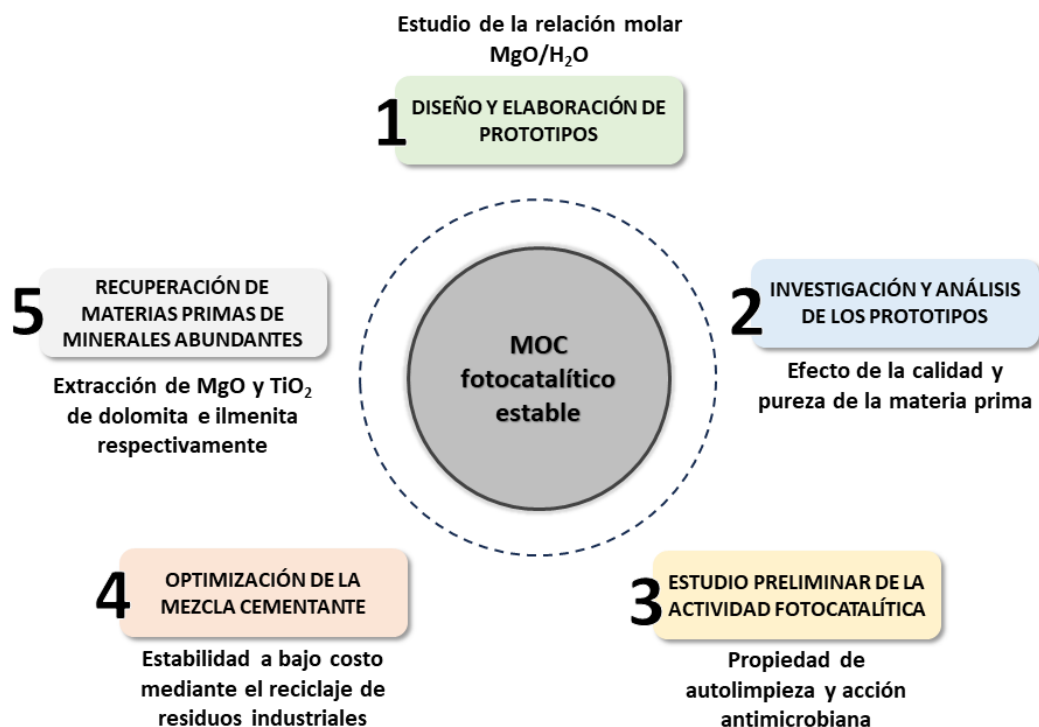 Estudio de la relación molar
MgO/H₂O
1
DISEÑO Y ELABORACIÓN DE
PROTOTIPOS
2
INVESTIGACIÓN Y ANÁLISIS
DE LOS PROTOTIPOS
Efecto de la calidad y
pureza de la materia prima
3
ESTUDIO PRELIMINAR DE LA
ACTIVIDAD FOTOCATALÍTICA
Propiedad de
autolimpieza y acción
antimicrobiana
4
OPTIMIZACIÓN DE LA
MEZCLA CEMENTANTE
Estabilidad a bajo costo
mediante el reciclaje de
residuos industriales
5
RECUPERACIÓN DE
MATERIAS PRIMAS DE
MINERALES ABUNDANTES
Extracción de MgO y TiO₂
de dolomita e ilmenita
respectivamente
MOC
fotocatalítico
estable